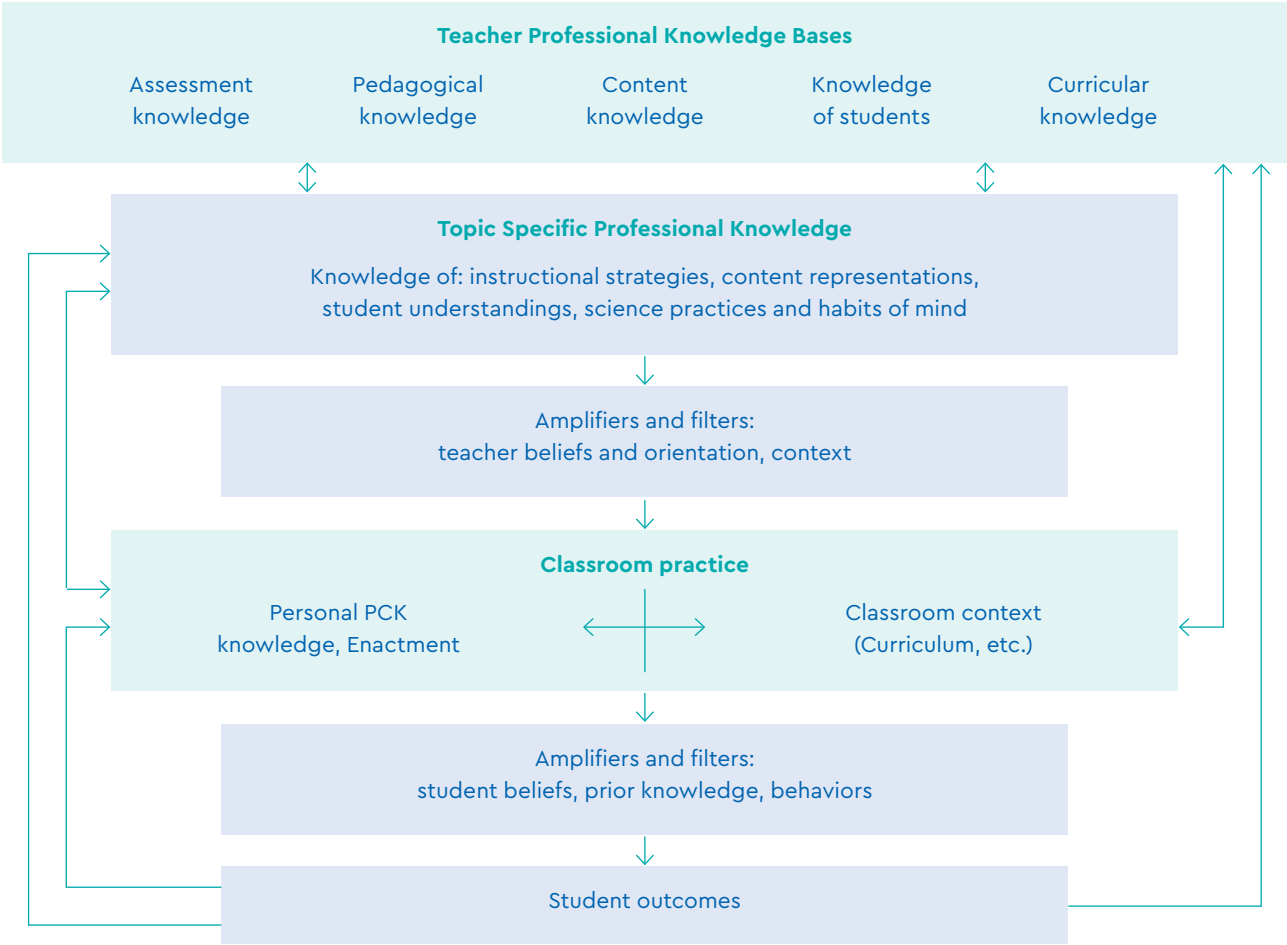 Teacher Professional Knowledge Bases
Assessment
knowledge
Pedagogical
knowledge
Content
knowledge
Knowledge
of students
Curricular
knowledge
Topic Specific Professional Knowledge
Knowledge of: instructional strategies, content representations,
student understandings, science practices and habits of mind
Amplifiers and filters:
teacher beliefs and orientation, context
Classroom practice
Personal PCK
knowledge, Enactment
Classroom context
(Curriculum, etc.)
Amplifiers and filters:
student beliefs, prior knowledge, behaviors
Student outcomes